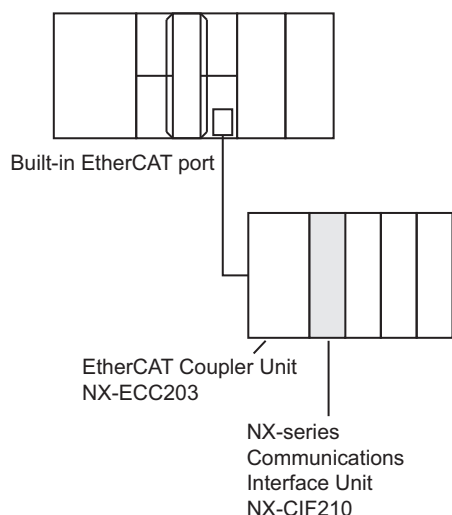 Built-in EtherCAT port
EtherCAT Coupler Unit
NX-ECC203
NX-series
Communications
Interface Unit
NX-CIF210